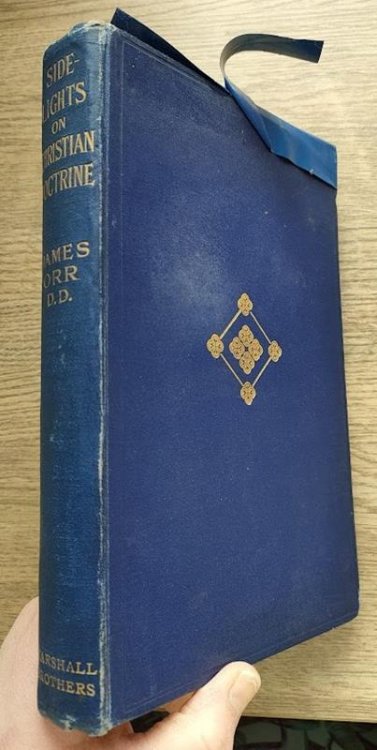 SIDE-
LIGHTS
ON
CHRISTIAN
DOCTRINE
JAMES
ORR
D.D.
MARSHALL
BROTHERS